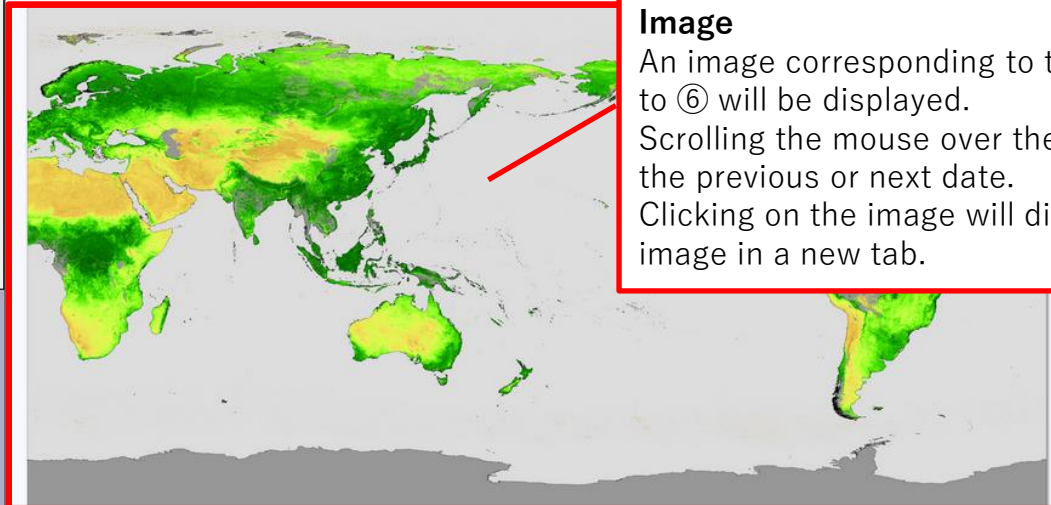 Image
An image corresponding to
to ⑥ will be displayed.
Scrolling the mouse over the
the previous or next date.
Clicking on the image will
image in a new tab.